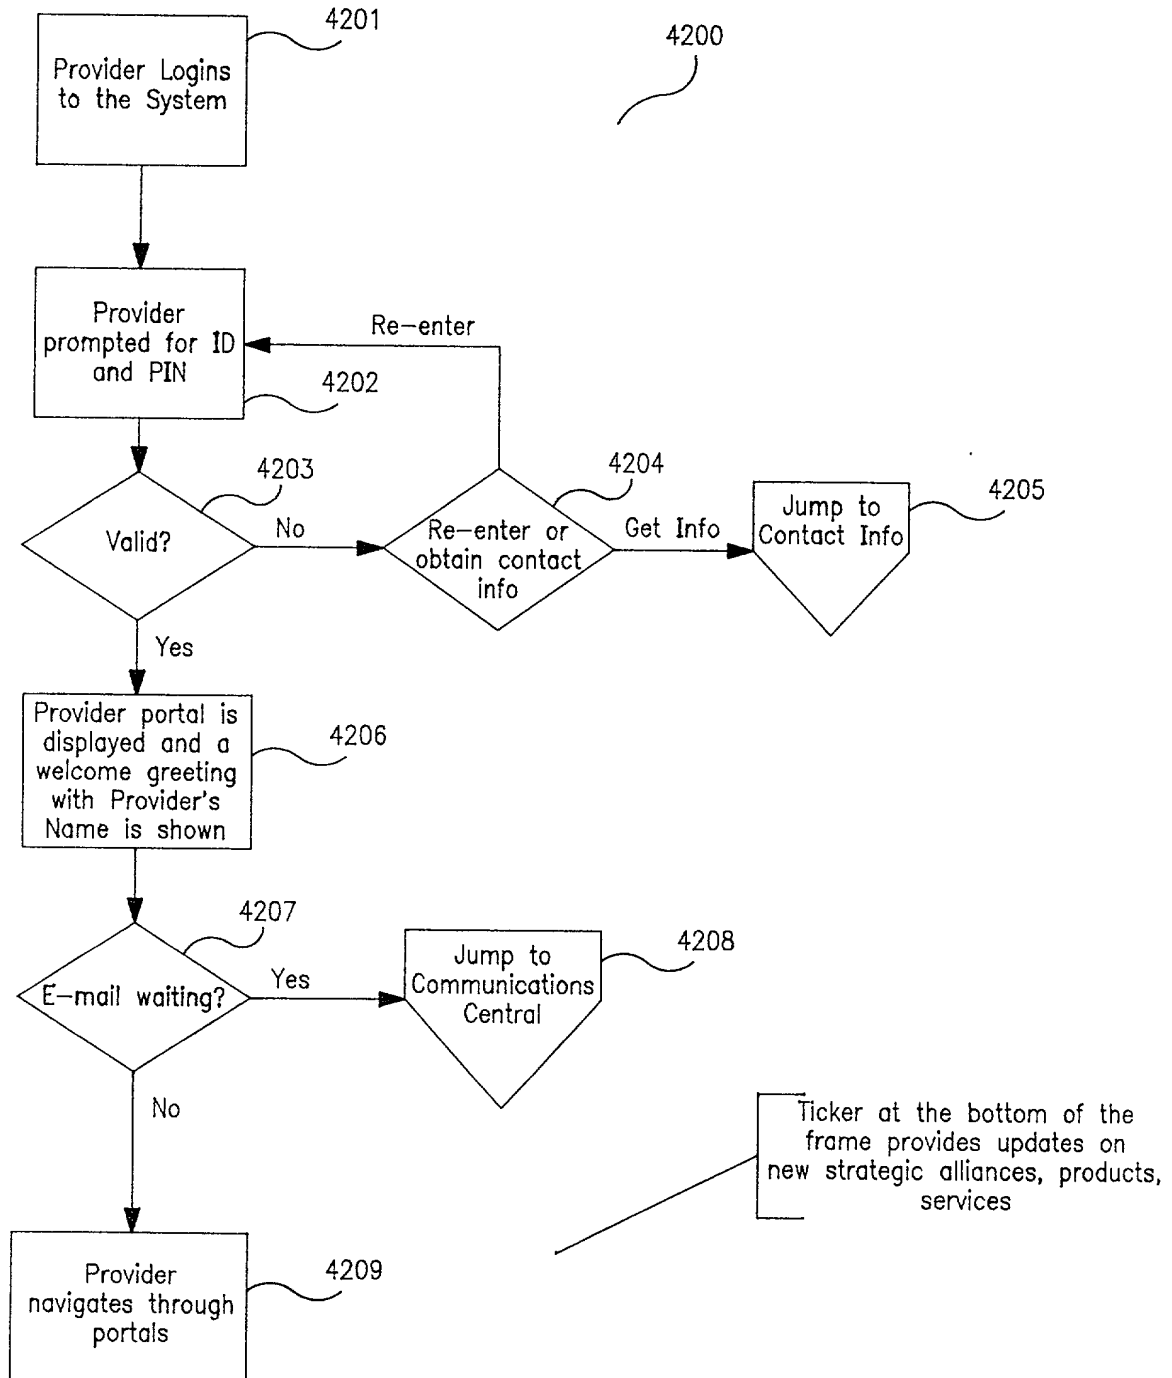 4201
4200
Provider Logins
to the System
Provider
prompted for ID
and PIN
Re-enter
4202
4203
4204
4205
Valid?
No
Re-enter or
obtain contact
info
Get Info
Jump to
Contact Info
Yes
Provider portal is
displayed and a
welcome greeting
with Provider's
Name is shown
4206
4207
4208
E-mail waiting?
Yes
Jump to
Communications
Central
No
Ticker at the bottom of the
frame provides updates on
new strategic alliances, products,
services
Provider
navigates through
portals
4209